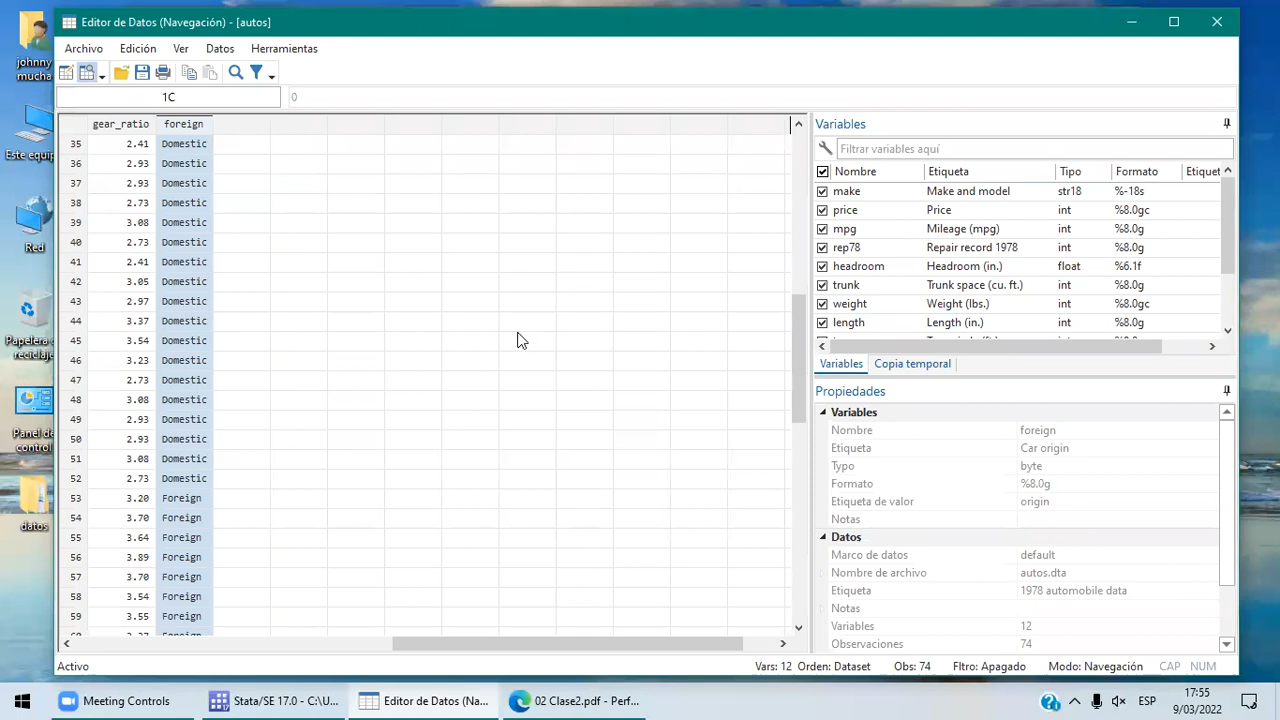 Editor de Datos (Navegación) - [autos]
Archivo Edición Ver Datos Herramientas
1C 0
gear_ratio foreign
35 2.41 Domestic
36 2.93 Domestic
37 2.93 Domestic
38 2.73 Domestic
39 3.08 Domestic
40 2.73 Domestic
41 2.41 Domestic
42 3.05 Domestic
43 2.97 Domestic
44 3.37 Domestic
45 3.54 Domestic
46 3.23 Domestic
47 2.73 Domestic
48 3.08 Domestic
49 2.93 Domestic
50 2.93 Domestic
51 3.08 Domestic
52 2.73 Domestic
53 3.20 Foreign
54 3.70 Foreign
55 3.64 Foreign
56 3.89 Foreign
57 3.70 Foreign
58 3.54 Foreign
59 3.55 Foreign
Variables
Filtrar variables aquí
Nombre Etiqueta Tipo Formato Etiquet
make Make and model str18 %-18s
price Price int %8.0gc
mpg Mileage (mpg) int %8.0g
rep78 Repair record 1978 int %8.0g
headroom Headroom (in.) float %6.1f
trunk Trunk space (cu. ft.) int %8.0g
weight Weight (lbs.) int %8.0gc
length Length (in.) int %8.0g
Variables Copia temporal
Propiedades
Variables
Nombre foreign
Etiqueta Car origin
Typo byte
Formato %8.0g
Etiqueta de valor origin
Notas
Datos
Marco de datos default
Nombre de archivo autos.dta
Etiqueta 1978 automobile data
Notas
Variables 12
Observaciones 74
Activo
Vars: 12 Orden: Dataset Obs: 74 Fltro: Apagado Modo: Navegación CAP NUM
johnny
mucha
Este equip
Red
Papelera
reciclaje
Panel de
control
datos
Meeting Controls
Stata/SE 17.0 - C:\U...
Editor de Datos (Na...
02 Clase2.pdf - Perf...
ESP
17:55
9/03/2022